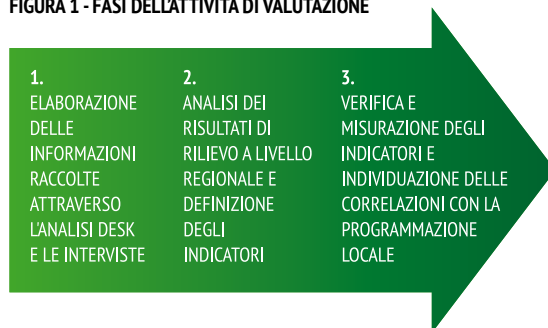 FIGURA 1 - FASI DELL'ATTIVITÀ DI VALUTAZIONE
1.
ELABORAZIONE
DELLE
INFORMAZIONI
RACCOLTE
ATTRAVERSO
L'ANALISI DESK
E LE INTERVISTE
2.
ANALISI DEI
RISULTATI DI
RILIEVO A LIVELLO
REGIONALE E
DEFINIZIONE
DEGLI
INDICATORI
3.
VERIFICA E
MISURAZIONE DEGLI
INDICATORI E
INDIVIDUAZIONE DELLE
CORRELAZIONI CON LA
PROGRAMMAZIONE
LOCALE